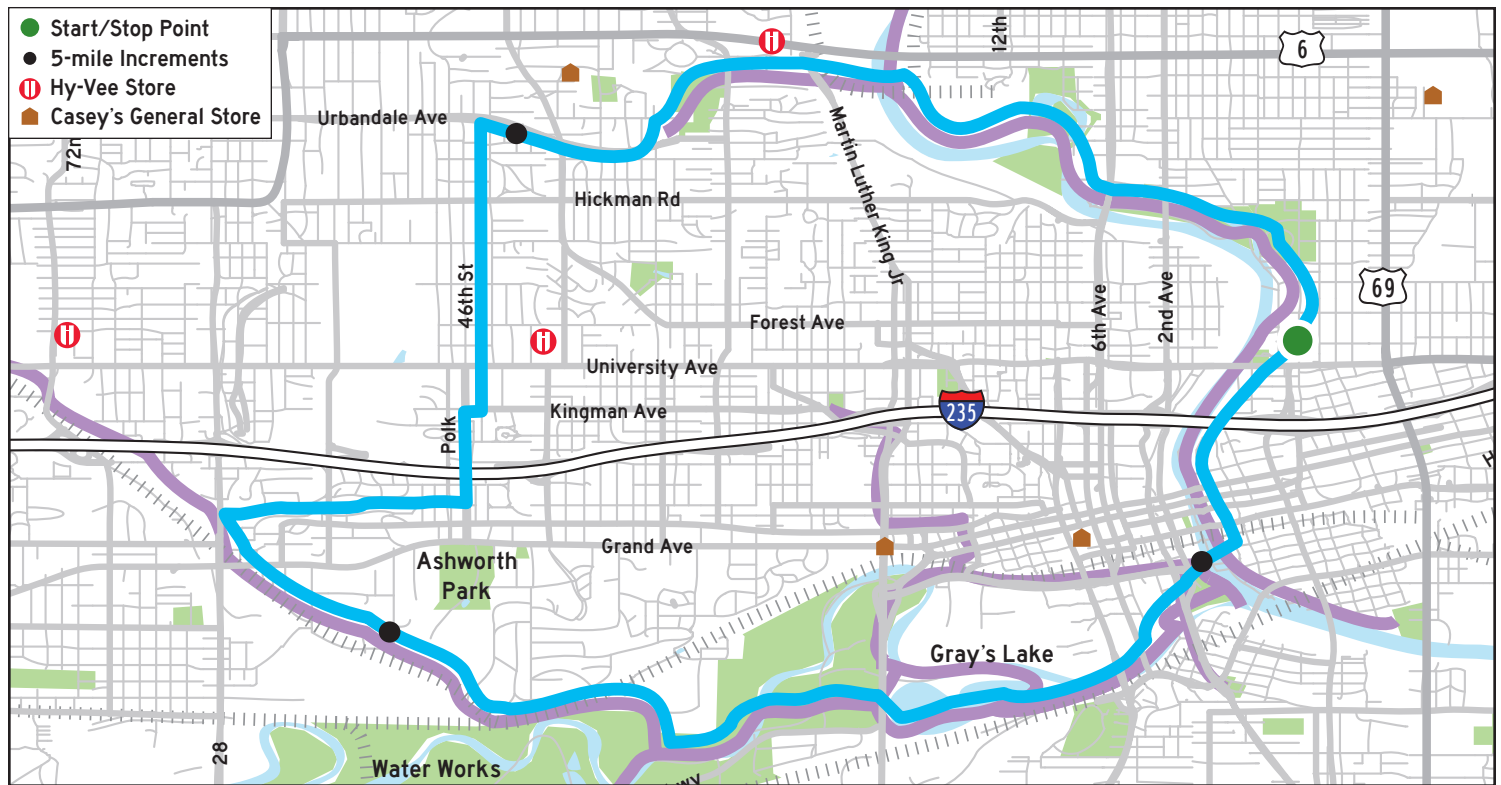 Start/Stop Point
5-mile Increments
Hy-Vee Store
Casey's General Store
12th
6
Urbandale Ave
Martin Luther King Jr
Hickman Rd
46th St
69
Forest Ave
6th Ave
2nd Ave
University Ave
Kingman Ave
235
Polk
Grand Ave
Ashworth
Park
Gray's Lake
28
Water Works